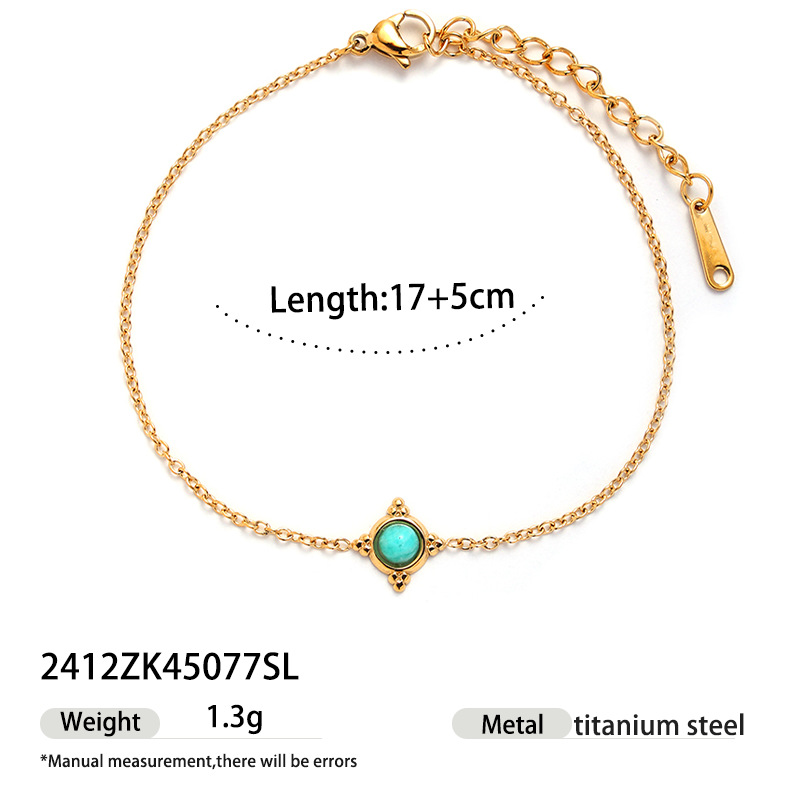 Length:17+5cm
2412ZK45077SL
Weight 1.3g
Metal titanium steel
*Manual measurement,there will be errors